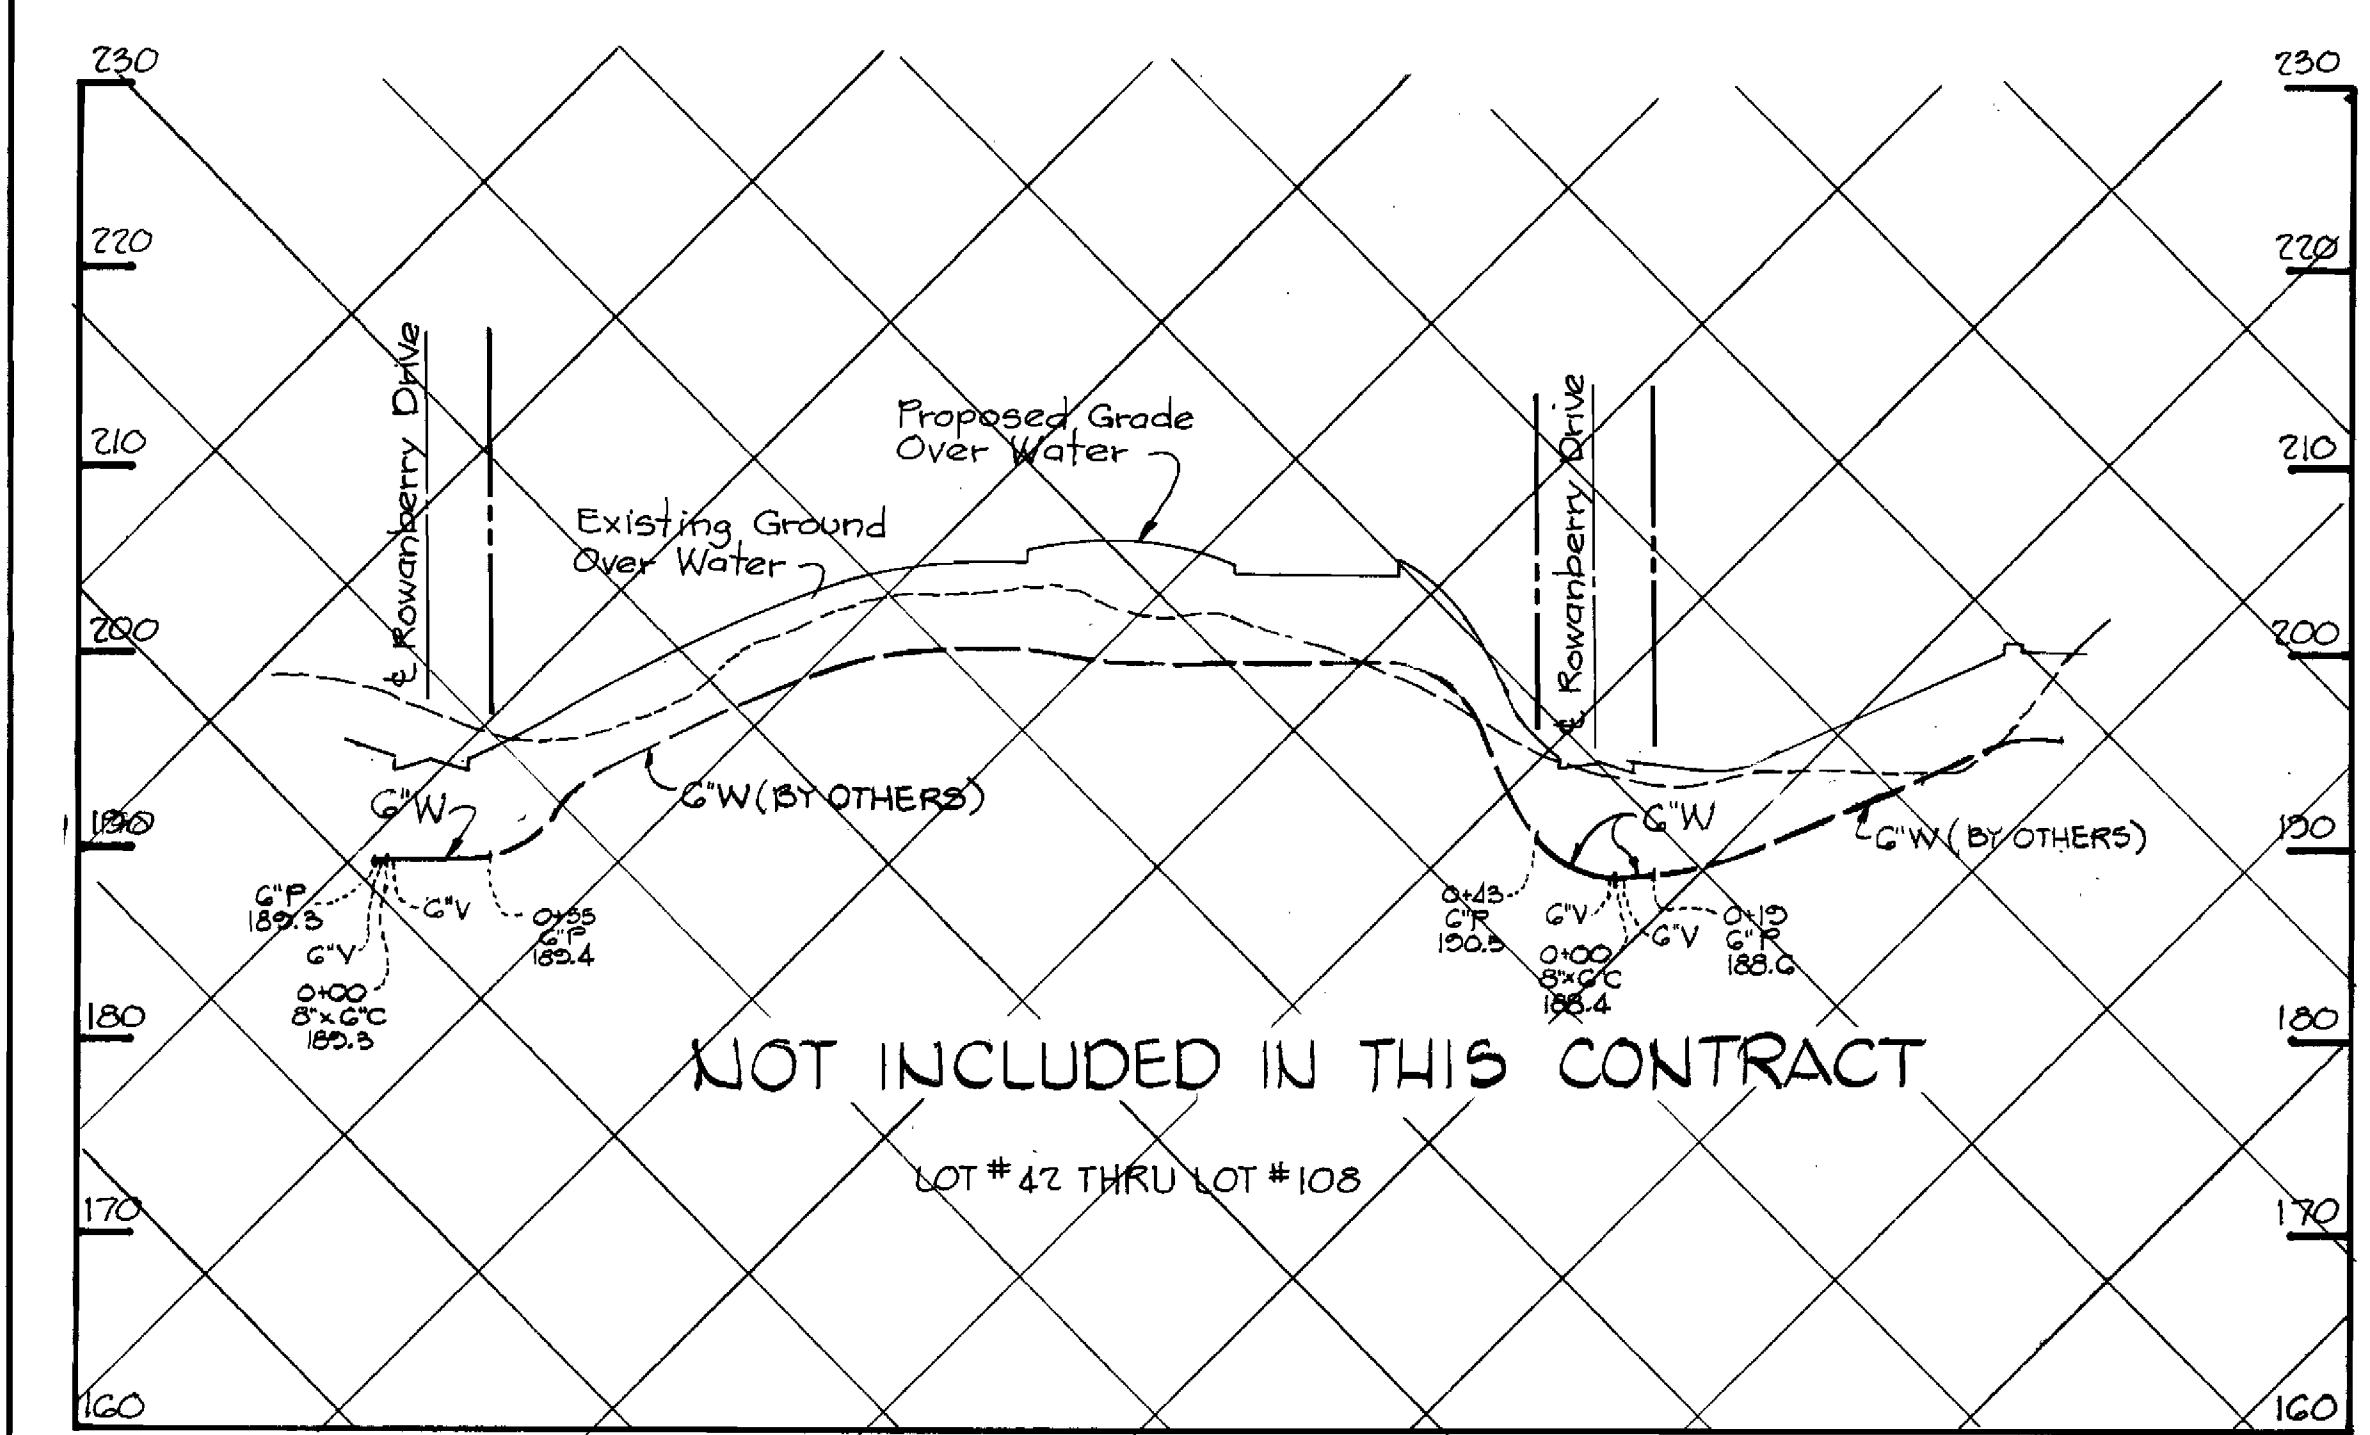 230
220
210
200
190
180
170
160
230
220
210
200
190
180
170
160
℄ Rowanberry Drive
Existing Ground
Over Water
Proposed Grade
Over Water
℄ Rowanberry Drive
6"W
6"W (BY OTHERS)
6"W
6"W (BY OTHERS)
6"P
189.3
6"V
0+00
8"x6"C
189.3
6"V
0+55
6"P
189.4
0+43
6"P
190.5
6"V
0+00
8"x6"C
188.4
6"V
0+19
6"P
188.6
NOT INCLUDED IN THIS CONTRACT
LOT #42 THRU LOT #108